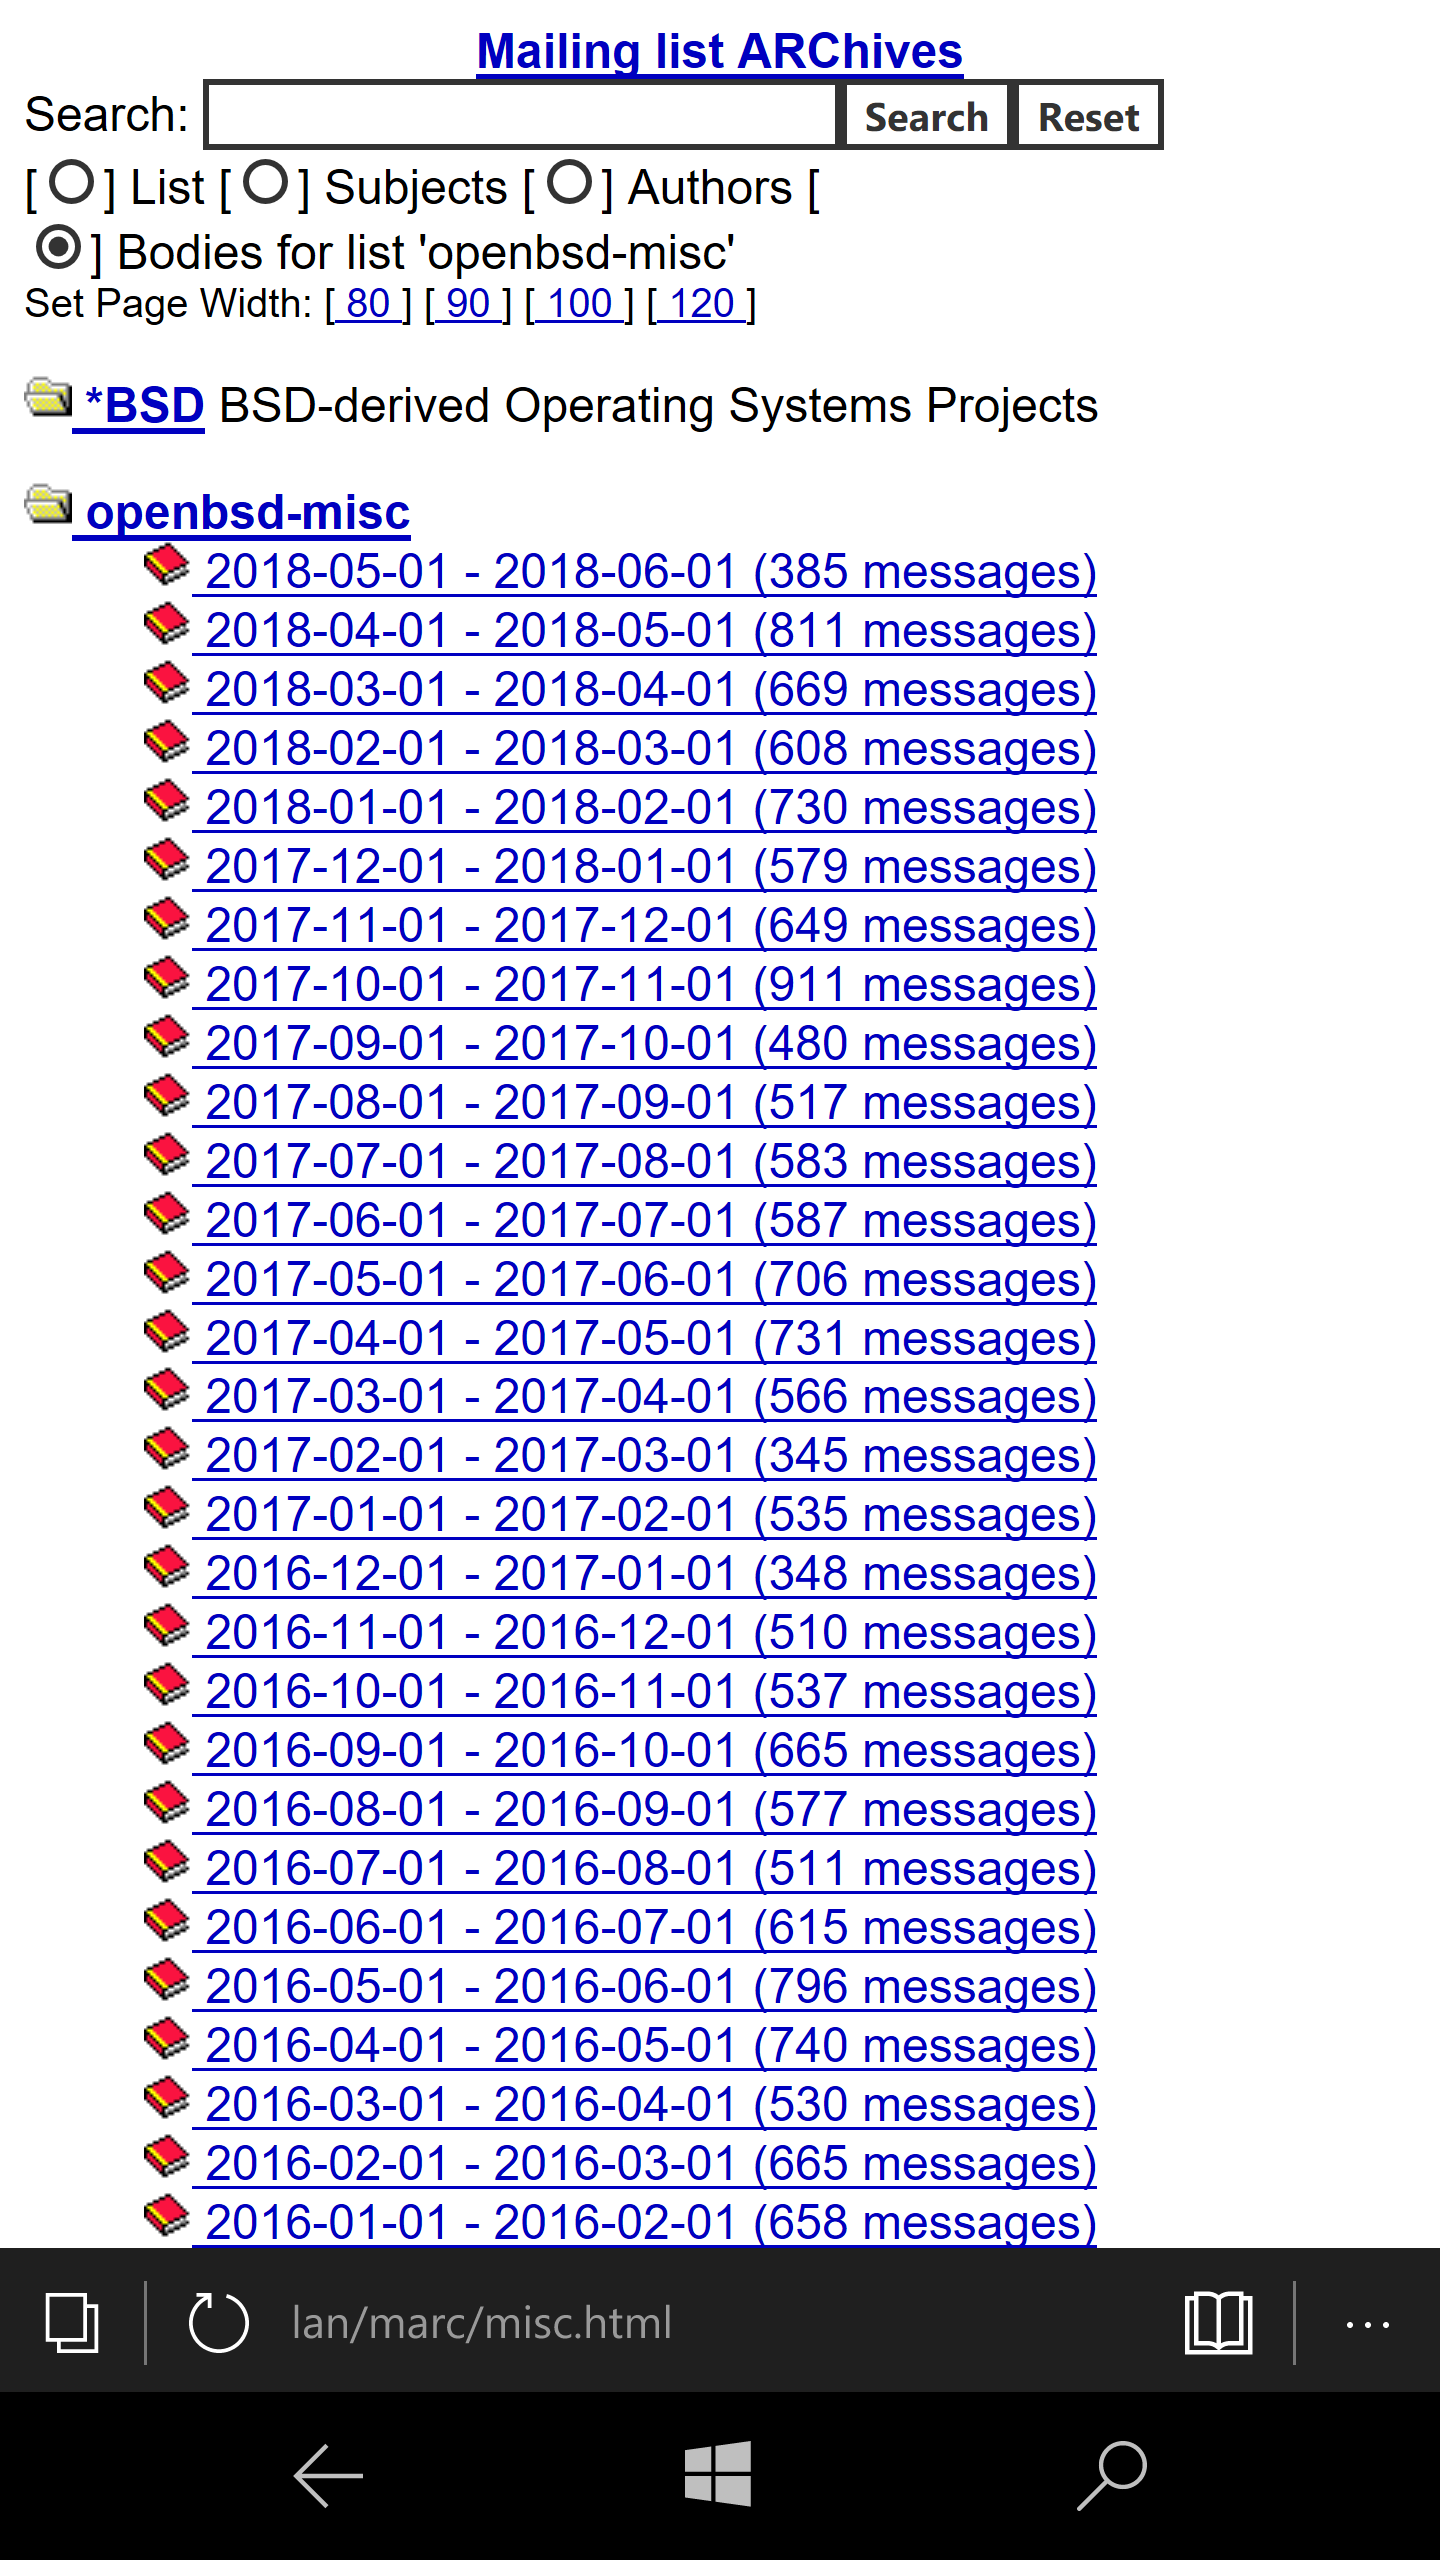 Mailing list ARChives
Search: Search Reset
[ ] List [ ] Subjects [ ] Authors [
] Bodies for list 'openbsd-misc'
Set Page Width: [ 80 ] [ 90 ] [ 100 ] [ 120 ]
*BSD BSD-derived Operating Systems Projects
openbsd-misc
2018-05-01 - 2018-06-01 (385 messages)
2018-04-01 - 2018-05-01 (811 messages)
2018-03-01 - 2018-04-01 (669 messages)
2018-02-01 - 2018-03-01 (608 messages)
2018-01-01 - 2018-02-01 (730 messages)
2017-12-01 - 2018-01-01 (579 messages)
2017-11-01 - 2017-12-01 (649 messages)
2017-10-01 - 2017-11-01 (911 messages)
2017-09-01 - 2017-10-01 (480 messages)
2017-08-01 - 2017-09-01 (517 messages)
2017-07-01 - 2017-08-01 (583 messages)
2017-06-01 - 2017-07-01 (587 messages)
2017-05-01 - 2017-06-01 (706 messages)
2017-04-01 - 2017-05-01 (731 messages)
2017-03-01 - 2017-04-01 (566 messages)
2017-02-01 - 2017-03-01 (345 messages)
2017-01-01 - 2017-02-01 (535 messages)
2016-12-01 - 2017-01-01 (348 messages)
2016-11-01 - 2016-12-01 (510 messages)
2016-10-01 - 2016-11-01 (537 messages)
2016-09-01 - 2016-10-01 (665 messages)
2016-08-01 - 2016-09-01 (577 messages)
2016-07-01 - 2016-08-01 (511 messages)
2016-06-01 - 2016-07-01 (615 messages)
2016-05-01 - 2016-06-01 (796 messages)
2016-04-01 - 2016-05-01 (740 messages)
2016-03-01 - 2016-04-01 (530 messages)
2016-02-01 - 2016-03-01 (665 messages)
2016-01-01 - 2016-02-01 (658 messages)
lan/marc/misc.html